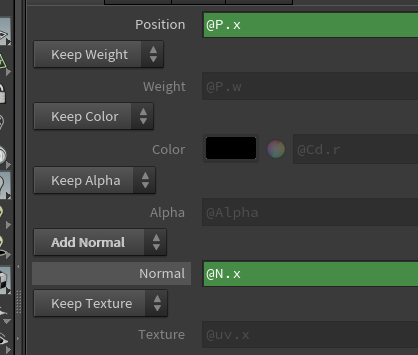 Position @P.x
Keep Weight
Weight @P.w
Keep Color
Color @Cd.r
Keep Alpha
Alpha @Alpha
Add Normal
Normal @N.x
Keep Texture
Texture @uv.x